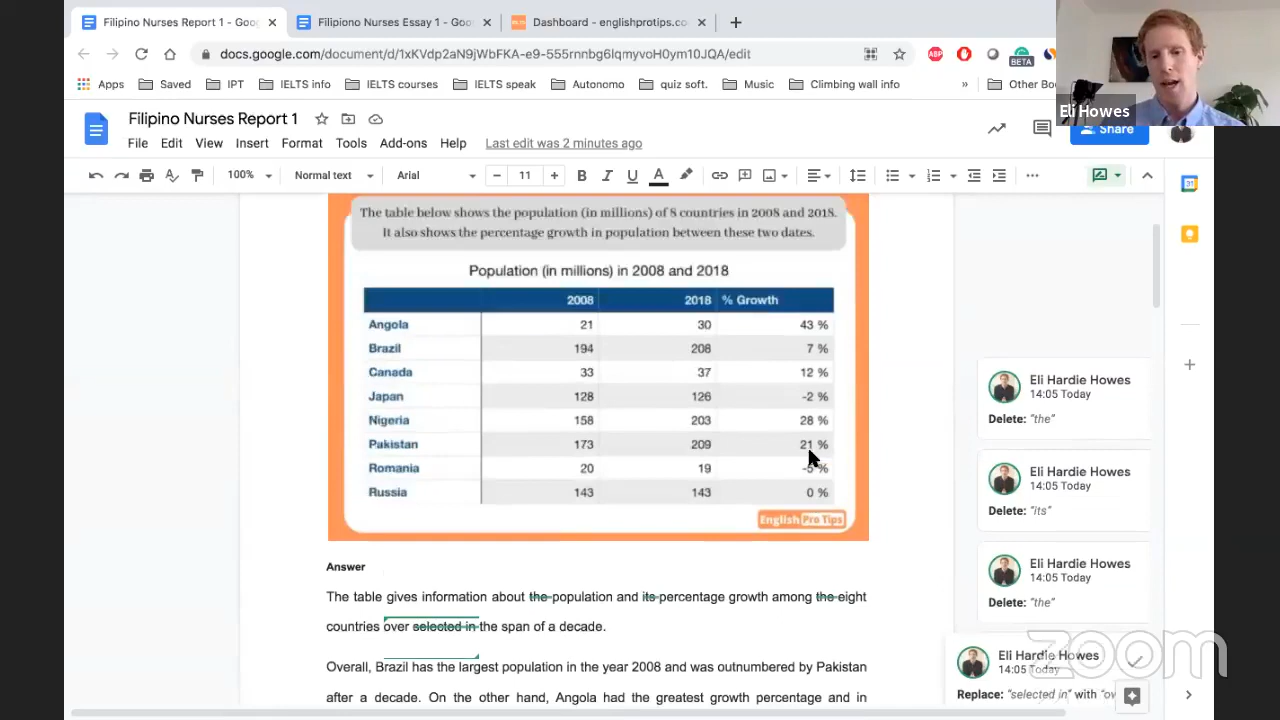 Filipino Nurses Report 1 - Goo
Filipiono Nurses Essay 1 - Goo
Dashboard - englishprotips.co
docs.google.com/document/d/1xKVdp2aN9jWbFKA-e9-555rnnbg6lqmyvoH0ym10JQA/edit
ABP
BETA
Apps
Saved
IPT
IELTS info
IELTS courses
IELTS speak
Autonomo
quiz soft.
Music
Climbing wall info
»
Other Boo
Eli Howes
Filipino Nurses Report 1
Share
File Edit View Insert Format Tools Add-ons Help Last edit was 2 minutes ago
100% Normal text Arial 11 B I U A
31
The table below shows the population (in millions) of 8 countries in 2008 and 2018.
It also shows the percentage growth in population between these two dates.
Population (in millions) in 2008 and 2018
2008 2018 % Growth
Angola 21 30 43 %
Brazil 194 208 7 %
Canada 33 37 12 %
Japan 128 126 -2 %
Nigeria 158 203 28 %
Pakistan 173 209 21 %
Romania 20 19 -5 %
Russia 143 143 0 %
English Pro Tips
Answer
The table gives information about the population and its percentage growth among the eight
countries over selected in the span of a decade.
Overall, Brazil has the largest population in the year 2008 and was outnumbered by Pakistan
after a decade. On the other hand, Angola had the greatest growth percentage and in
Eli Hardie Howes
14:05 Today
Delete: "the"
Eli Hardie Howes
14:05 Today
Delete: "its"
Eli Hardie Howes
14:05 Today
Delete: "the"
Eli Hardie Howes
14:05 Today
Replace: "selected in" with "ov
zoom